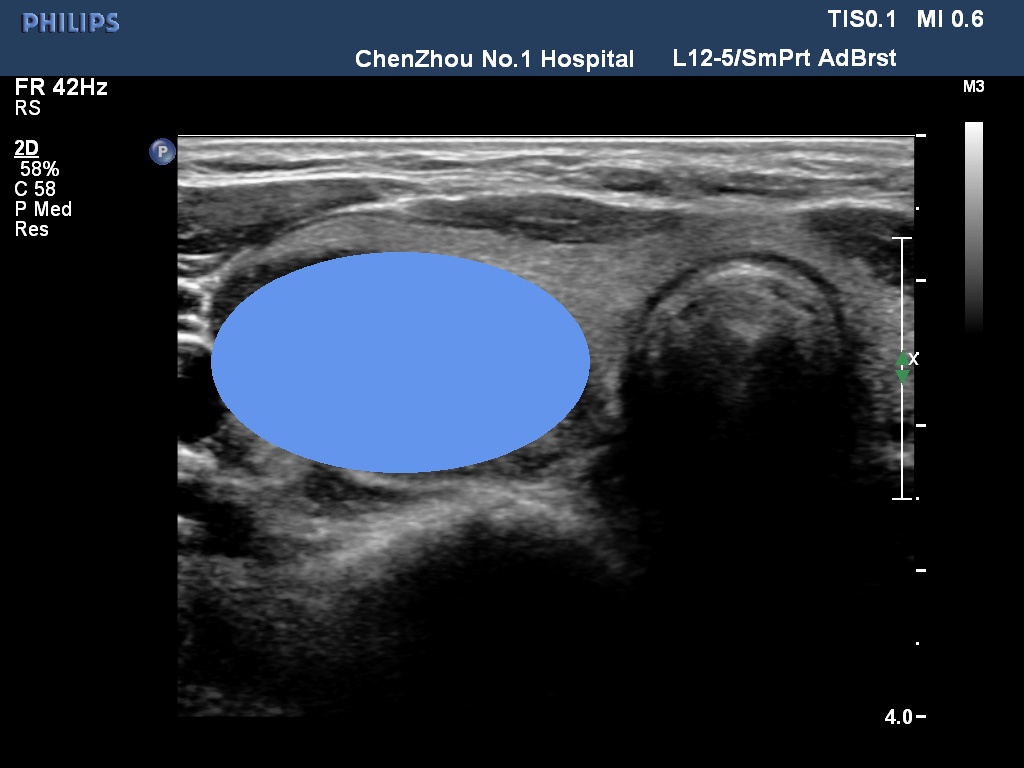 PHILIPS
TIS0.1 MI 0.6
ChenZhou No.1 Hospital L12-5/SmPrt AdBrst
FR 42Hz
RS
M3
2D
58%
C 58
P Med
Res
P
X
4.0